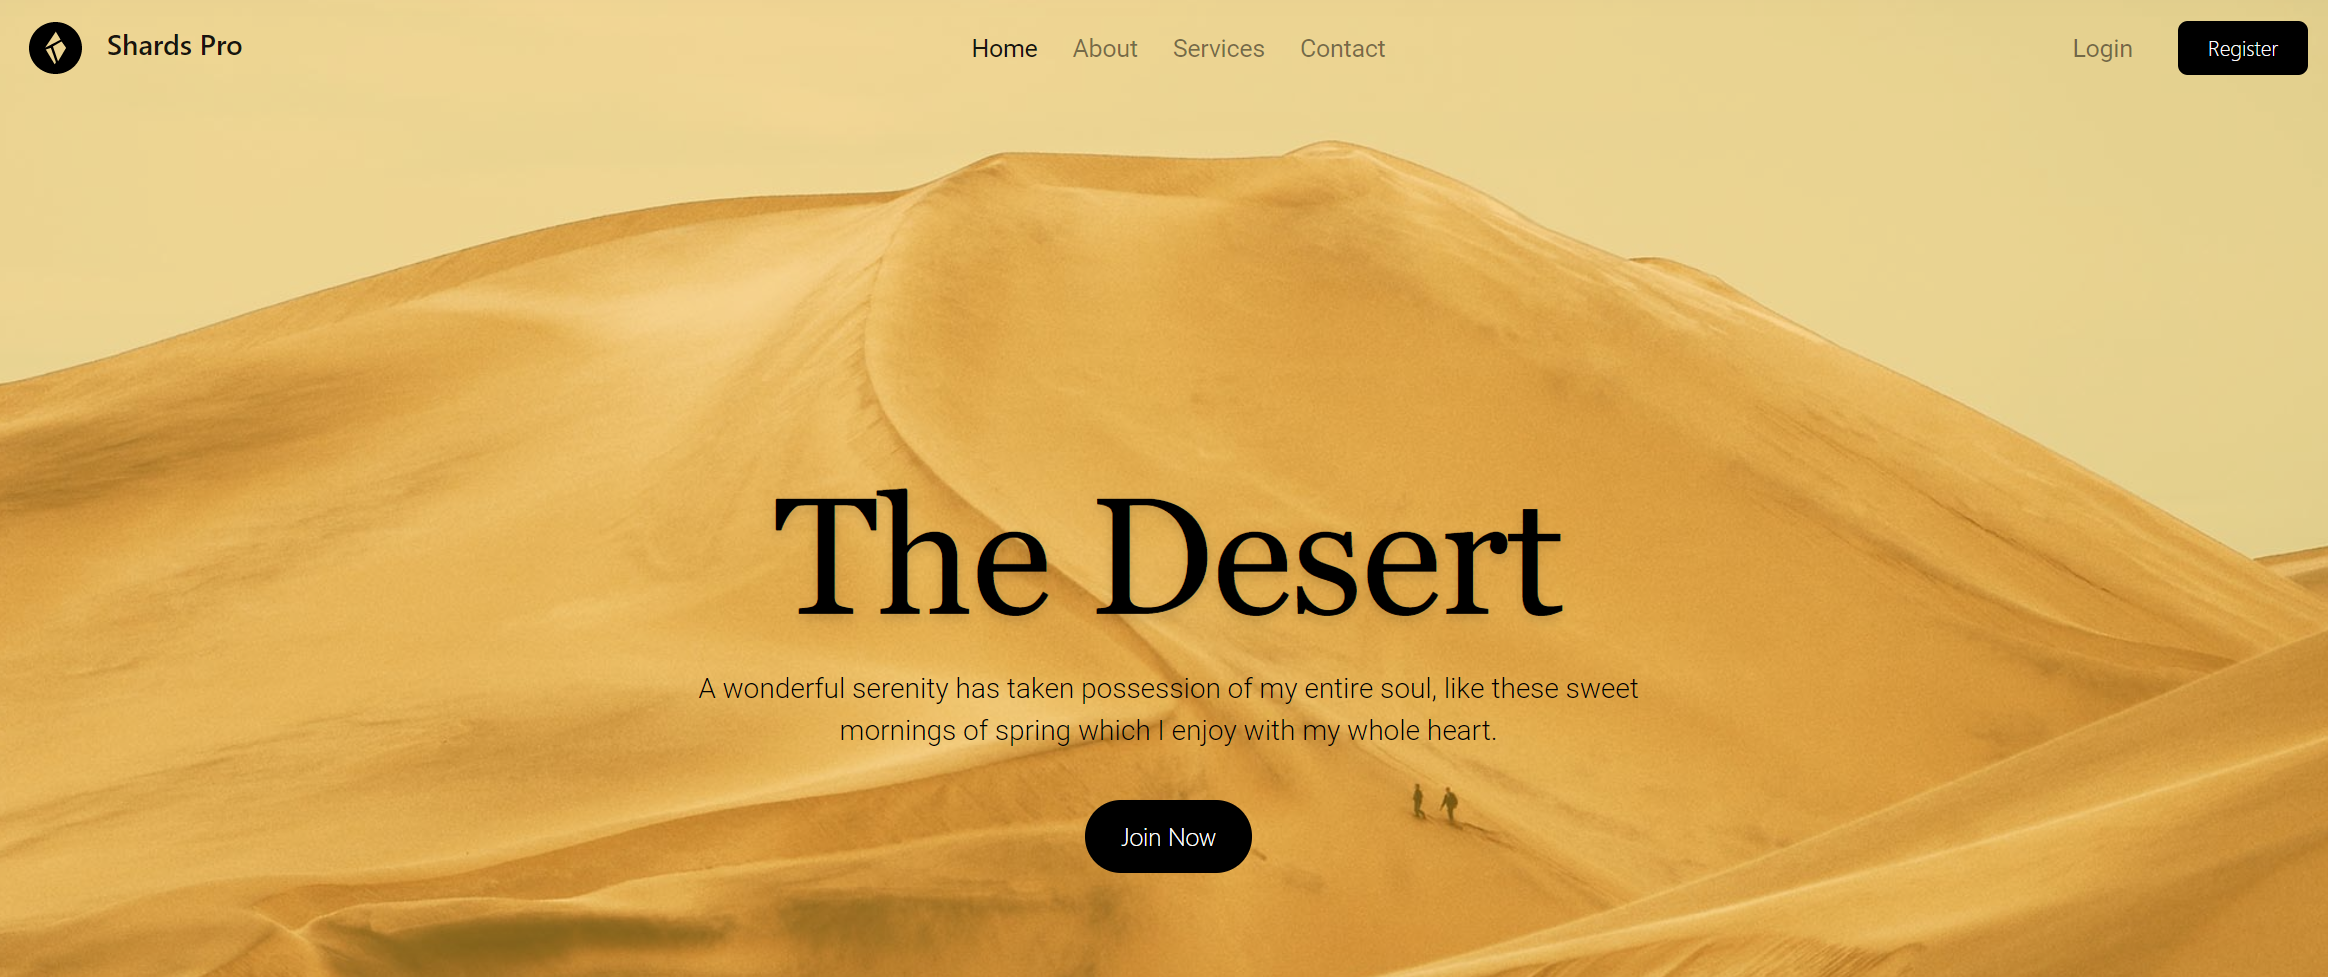 Shards Pro
Home About Services Contact
Login Register
The Desert
A wonderful serenity has taken possession of my entire soul, like these sweet
mornings of spring which I enjoy with my whole heart.
Join Now